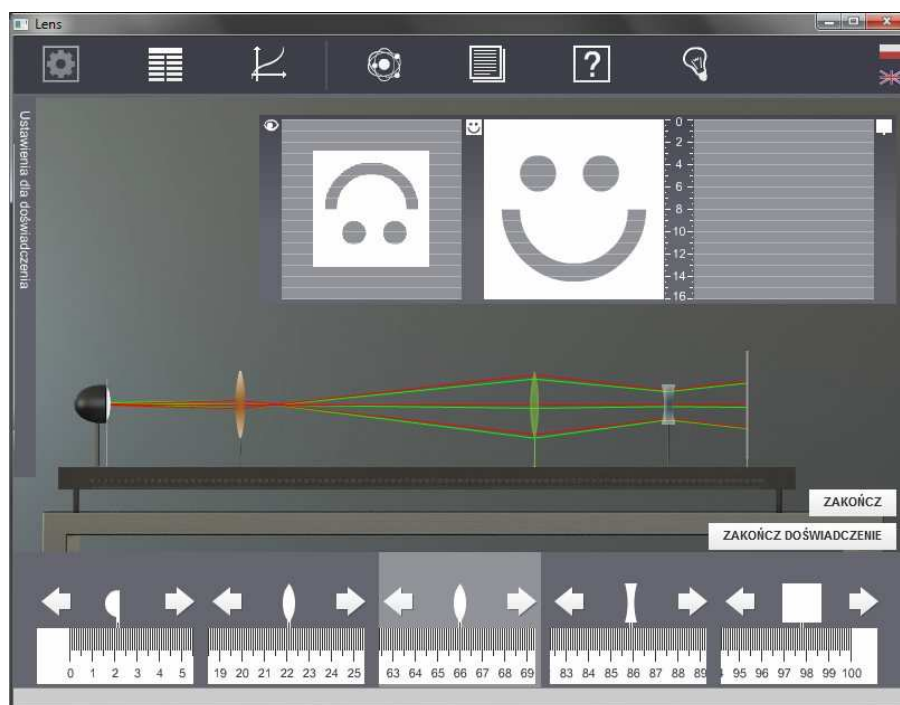 Lens
?
Ustawienia dla doświadczenia
0
2
4
6
8
10
12
14
16
ZAKOŃCZ
ZAKOŃCZ DOŚWIADCZENIE
0 1 2 3 4 5
19 20 21 22 23 24 25
63 64 65 66 67 68 69
83 84 85 86 87 88 89
95 96 97 98 99 100